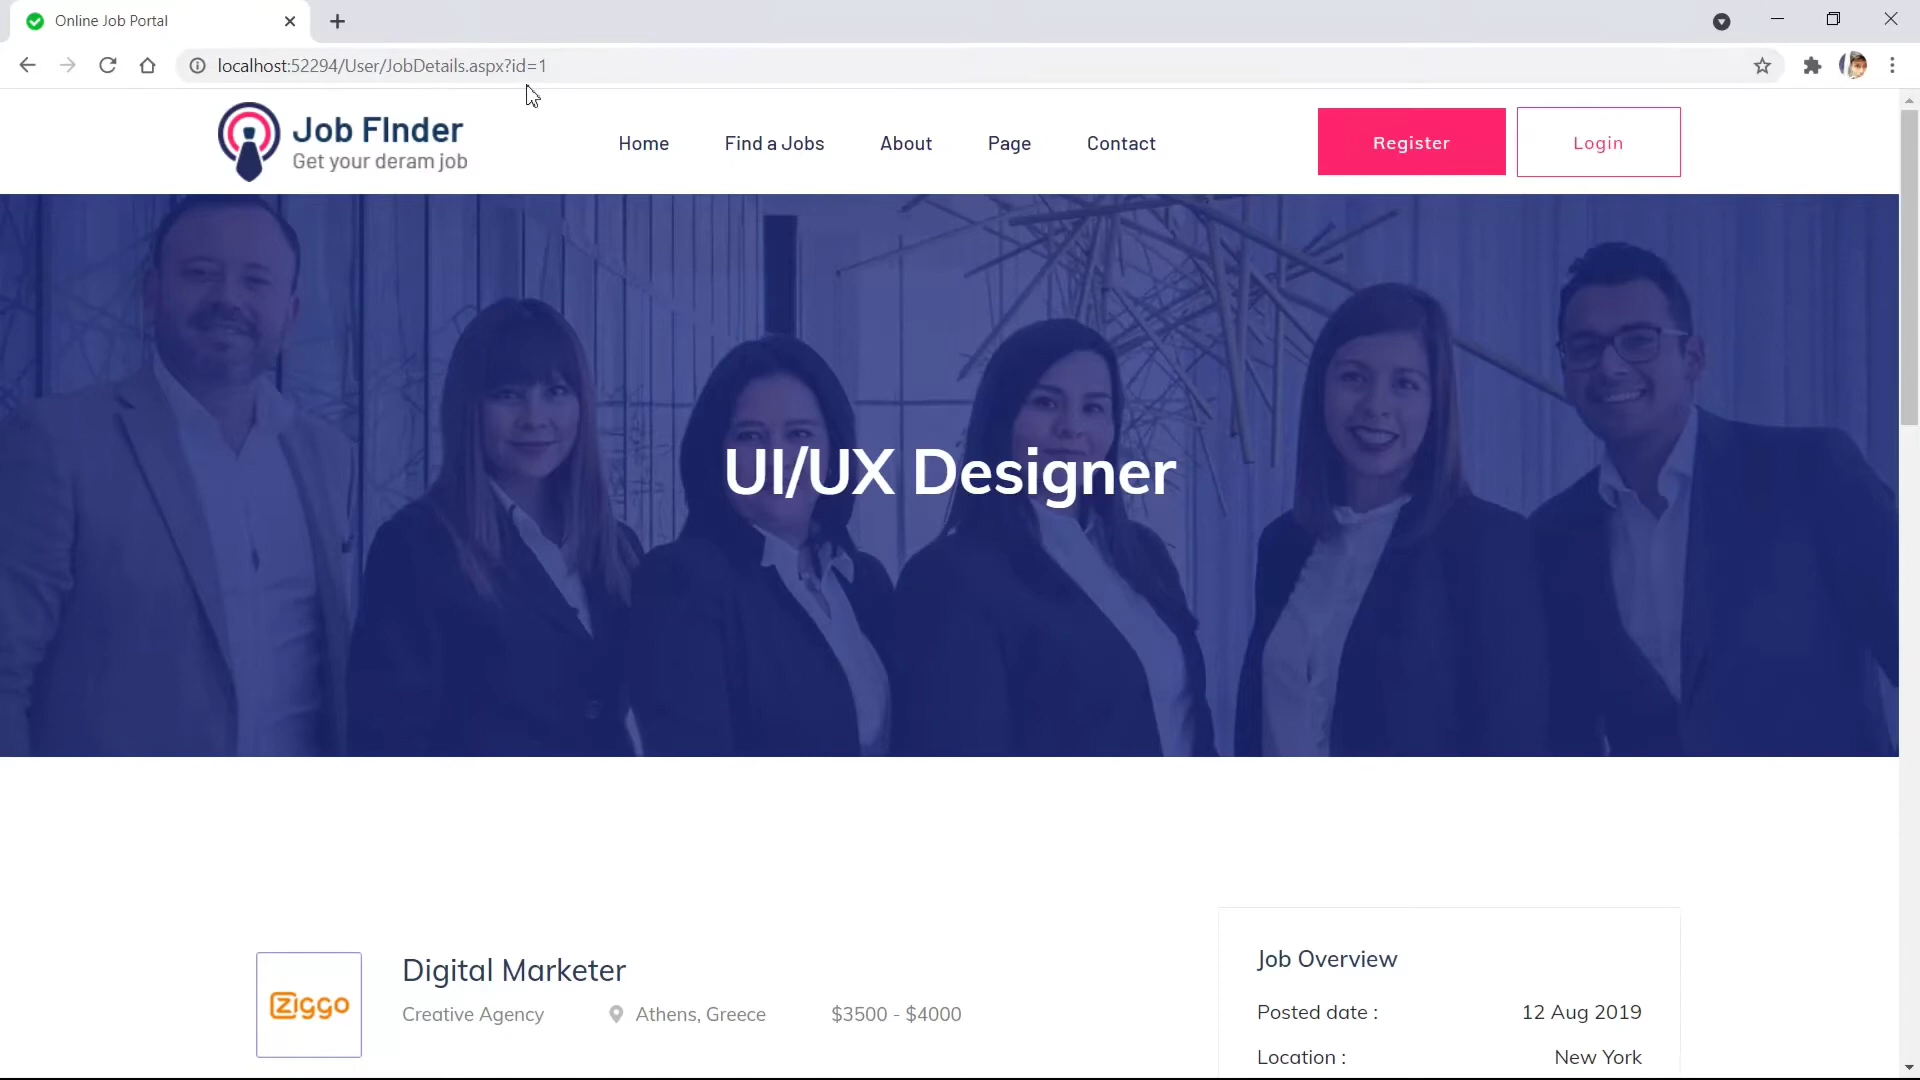 Online Job Portal
localhost:52294/User/JobDetails.aspx?id=1
Job FInder
Get your deram job
Home
Find a Jobs
About
Page
Contact
Register
Login
UI/UX Designer
Ziggo
Digital Marketer
Creative Agency
Athens, Greece
$3500 - $4000
Job Overview
Posted date :
12 Aug 2019
Location :
New York